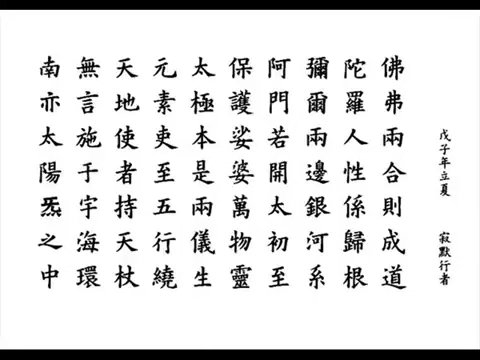 南亦太陽炁之中
無言施于宇海環
天地使者持天杖
元素吏至五行繞
太極本是兩儀生
保護娑婆萬物靈
阿門若開太初至
彌爾兩邊銀河系
陀羅人性係歸根
佛弗兩合則成道
戊子年立夏 寂默行者